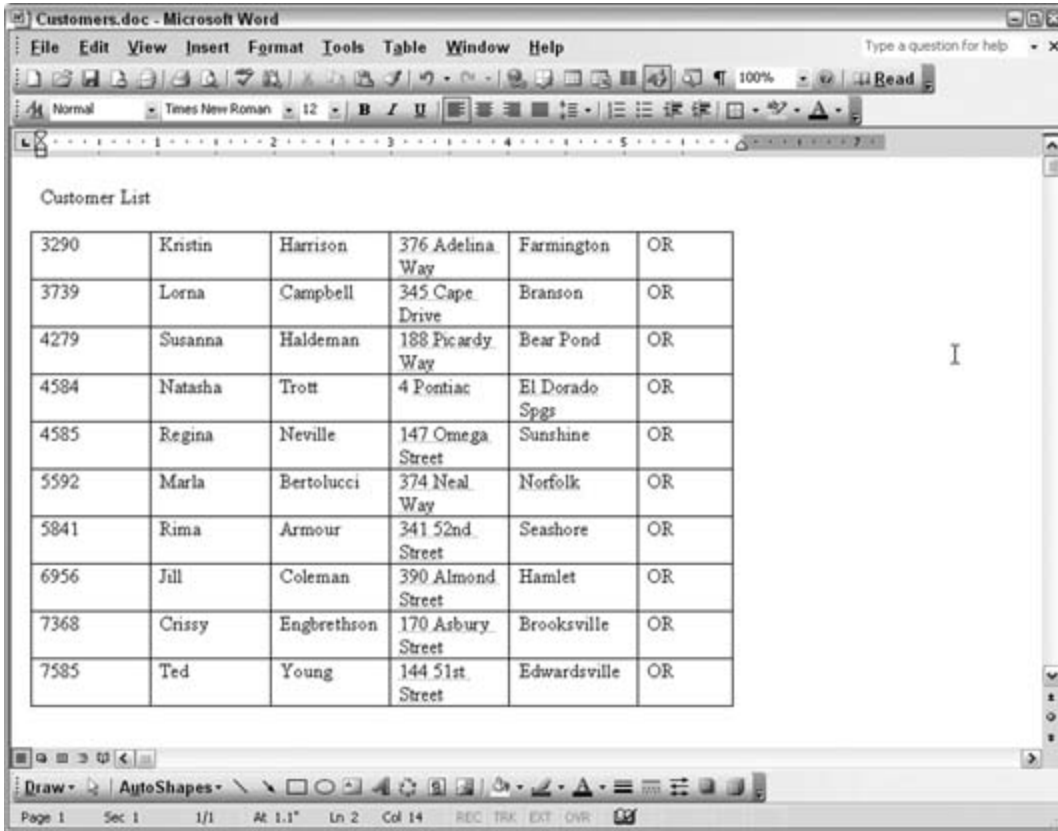 Customers.doc - Microsoft Word
File Edit View Insert Format Tools Table Window Help Type a question for help
100% Read
Normal Times New Roman 12 B I U
1 2 3 4 5 7
Customer List
3290 Kristin Harrison 376 Adelina Farmington OR
Way
3739 Lorna Campbell 345 Cape Branson OR
Drive
4279 Susanna Haldeman 188 Picardy Bear Pond OR
Way
4584 Natasha Trott 4 Pontiac El Dorado OR
Spgs
4585 Regina Neville 147 Omega Sunshine OR
Street
5592 Marla Bertolucci 374 Neal Norfolk OR
Way
5841 Rima Armour 341 52nd Seashore OR
Street
6956 Jill Coleman 390 Almond Hamlet OR
Street
7368 Crissy Engbrethson 170 Asbury Brooksville OR
Street
7585 Ted Young 144 51st Edwardsville OR
Street
Draw AutoShapes
Page 1 Sec 1 1/1 At 1.1" Ln 2 Col 14 REC TRK EXT OVR